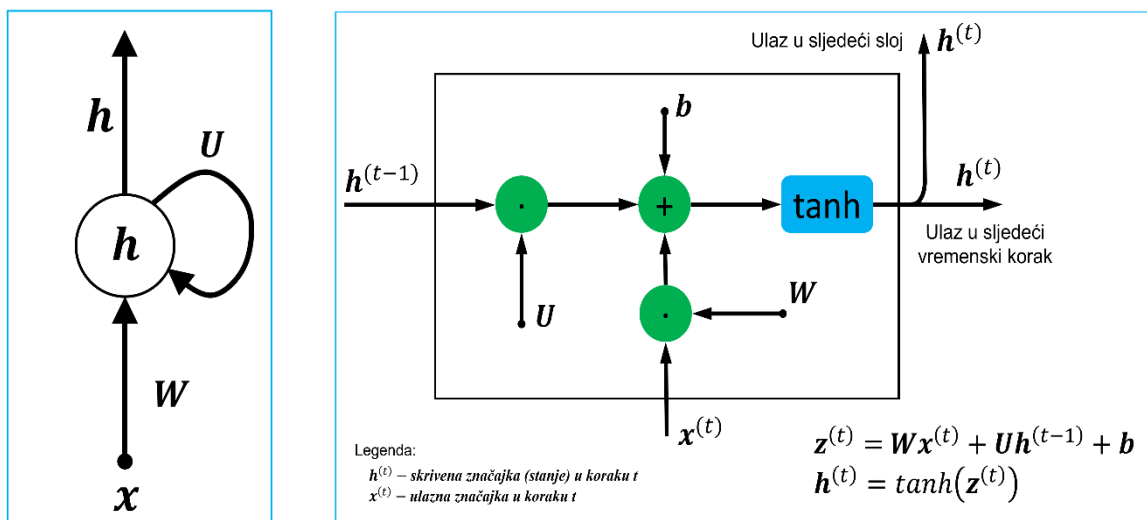 h
U
h
W
x
Ulaz u sljedeći sloj
h^(t)
b
h^(t-1)
·
+
tanh
h^(t)
Ulaz u sljedeći
vremenski korak
U
·
W
x^(t)
Legenda:
h^(t) – skrivena značajka (stanje) u koraku t
x^(t) – ulazna značajka u koraku t
z^(t) = Wx^(t) + Uh^(t-1) + b
h^(t) = tanh(z^(t))